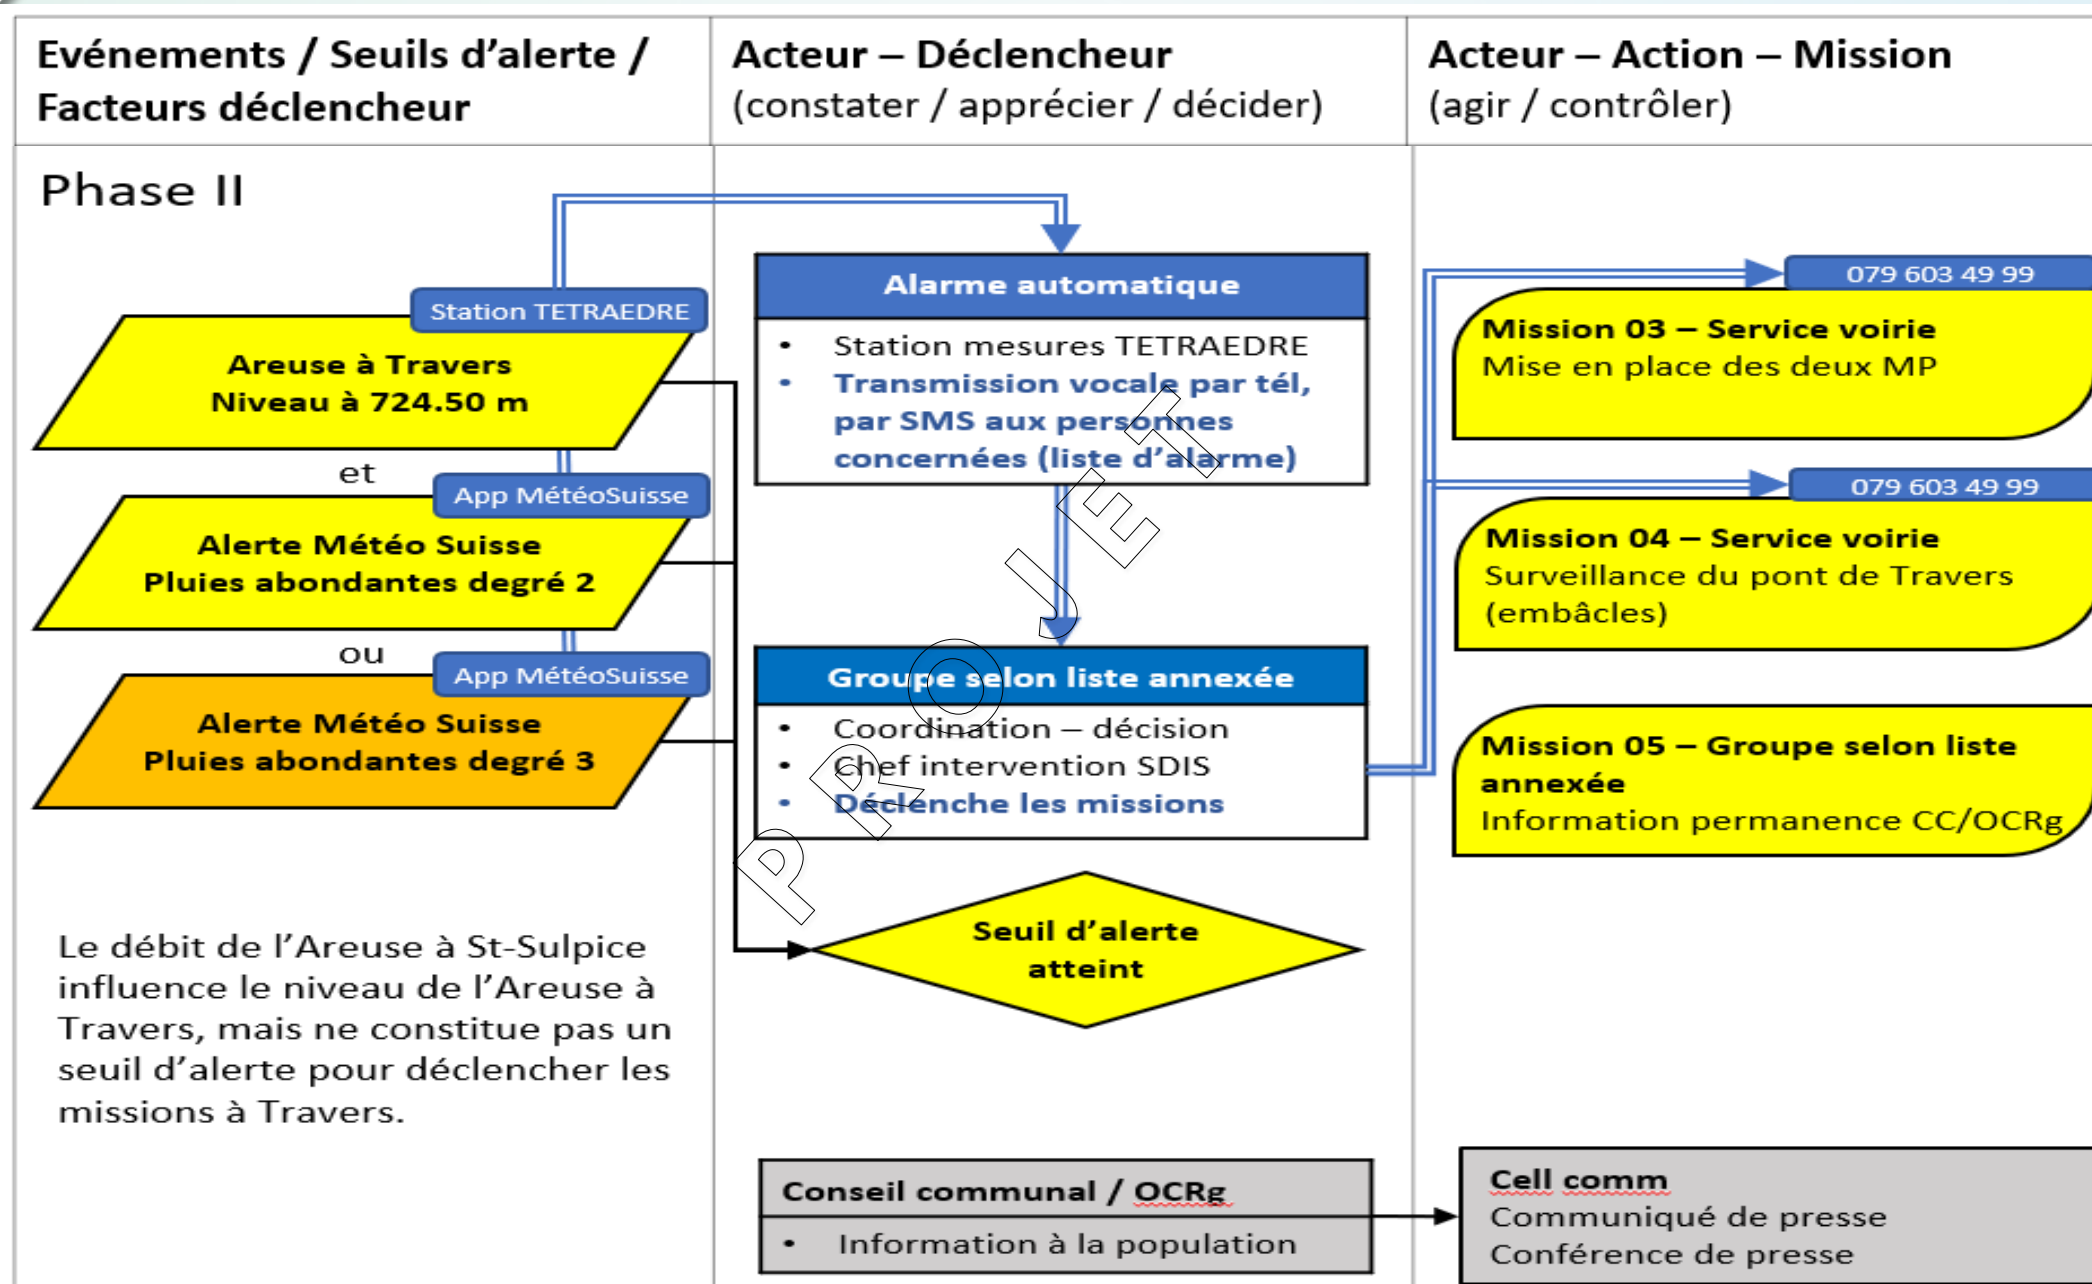 Evénements / Seuils d’alerte /
Facteurs déclencheur
Acteur – Déclencheur
(constater / apprécier / décider)
Acteur – Action – Mission
(agir / contrôler)
Phase II
Station TETRAEDRE
Areuse à Travers
Niveau à 724.50 m
et
App MétéoSuisse
Alerte Météo Suisse
Pluies abondantes degré 2
ou
App MétéoSuisse
Alerte Météo Suisse
Pluies abondantes degré 3
Le débit de l’Areuse à St-Sulpice
influence le niveau de l’Areuse à
Travers, mais ne constitue pas un
seuil d’alerte pour déclencher les
missions à Travers.
Alarme automatique
• Station mesures TETRAEDRE
• Transmission vocale par tél,
par SMS aux personnes
concernées (liste d’alarme)
Groupe selon liste annexée
• Coordination – décision
• Chef intervention SDIS
• Déclenche les missions
Seuil d’alerte
atteint
PROJET
Conseil communal / OCRg
• Information à la population
079 603 49 99
Mission 03 – Service voirie
Mise en place des deux MP
079 603 49 99
Mission 04 – Service voirie
Surveillance du pont de Travers
(embâcles)
Mission 05 – Groupe selon liste
annexée
Information permanence CC/OCRg
Cell comm
Communiqué de presse
Conférence de presse